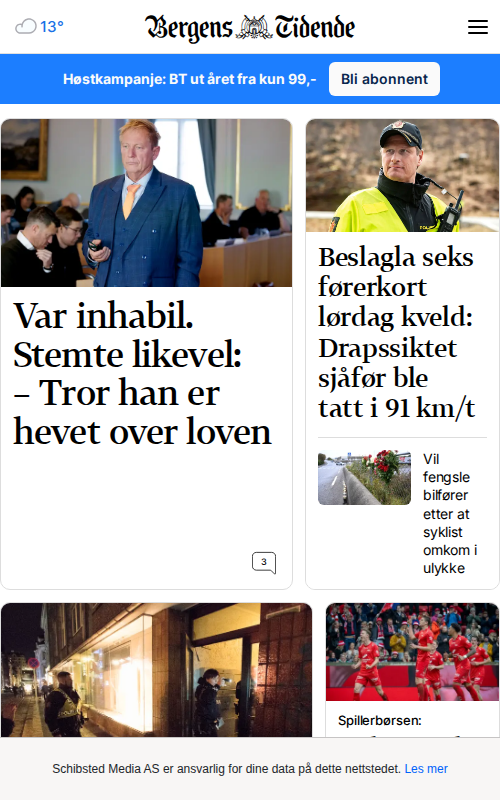 13°
Bergens Tidende
Høstkampanje: BT ut året fra kun 99,-
Bli abonnent
Var inhabil.
Stemte likevel:
– Tror han er
hevet over loven
3
Beslagla seks
førerkort
lørdag kveld:
Drapssiktet
sjåfør ble
tatt i 91 km/t
Vil
fengsle
bilfører
etter at
syklist
omkom i
ulykke
Spillerbørsen:
Schibsted Media AS er ansvarlig for dine data på dette nettstedet. Les mer